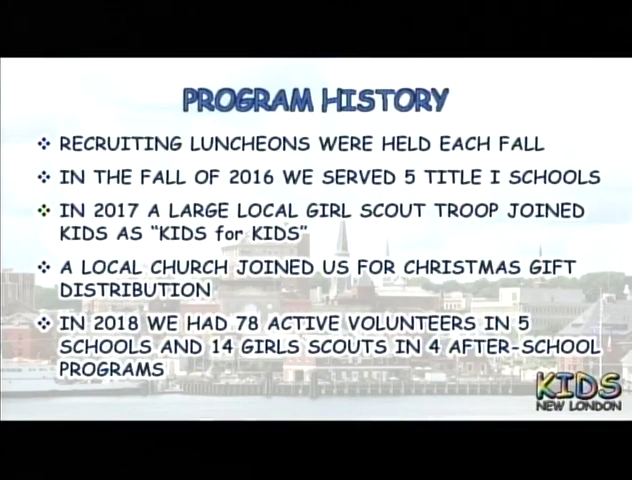 PROGRAM HISTORY
❖ RECRUITING LUNCHEONS WERE HELD EACH FALL
❖ IN THE FALL OF 2016 WE SERVED 5 TITLE I SCHOOLS
❖ IN 2017 A LARGE LOCAL GIRL SCOUT TROOP JOINED
KIDS AS "KIDS for KIDS"
❖ A LOCAL CHURCH JOINED US FOR CHRISTMAS GIFT
DISTRIBUTION
❖ IN 2018 WE HAD 78 ACTIVE VOLUNTEERS IN 5
SCHOOLS AND 14 GIRLS SCOUTS IN 4 AFTER-SCHOOL
PROGRAMS
KIDS
NEW LONDON